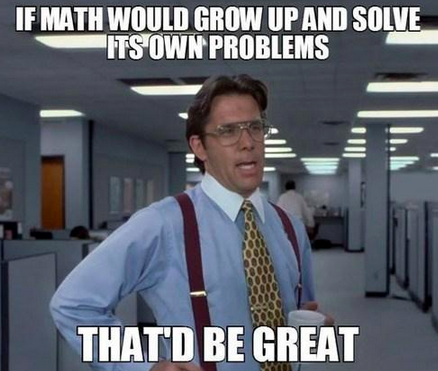 IF MATH WOULD GROW UP AND SOLVE
ITS OWN PROBLEMS
THAT'D BE GREAT